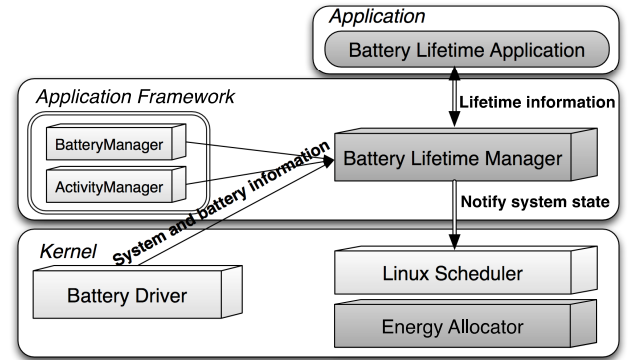 Application
Battery Lifetime Application
Application Framework
Lifetime information
BatteryManager
Battery Lifetime Manager
ActivityManager
System and battery information
Notify system state
Kernel
Linux Scheduler
Battery Driver
Energy Allocator